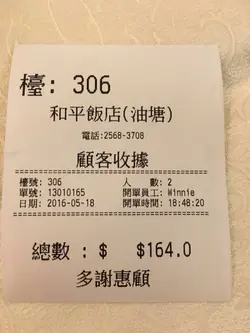 檯: 306
和平飯店(油塘)
電話:2568-3708
顧客收據
檯號: 306 人 數: 2
單號: 13010165 開單員工: Winnie
日期: 2016-05-18 開單時間: 18:48:20
總數 : $ $164.0
多謝惠顧